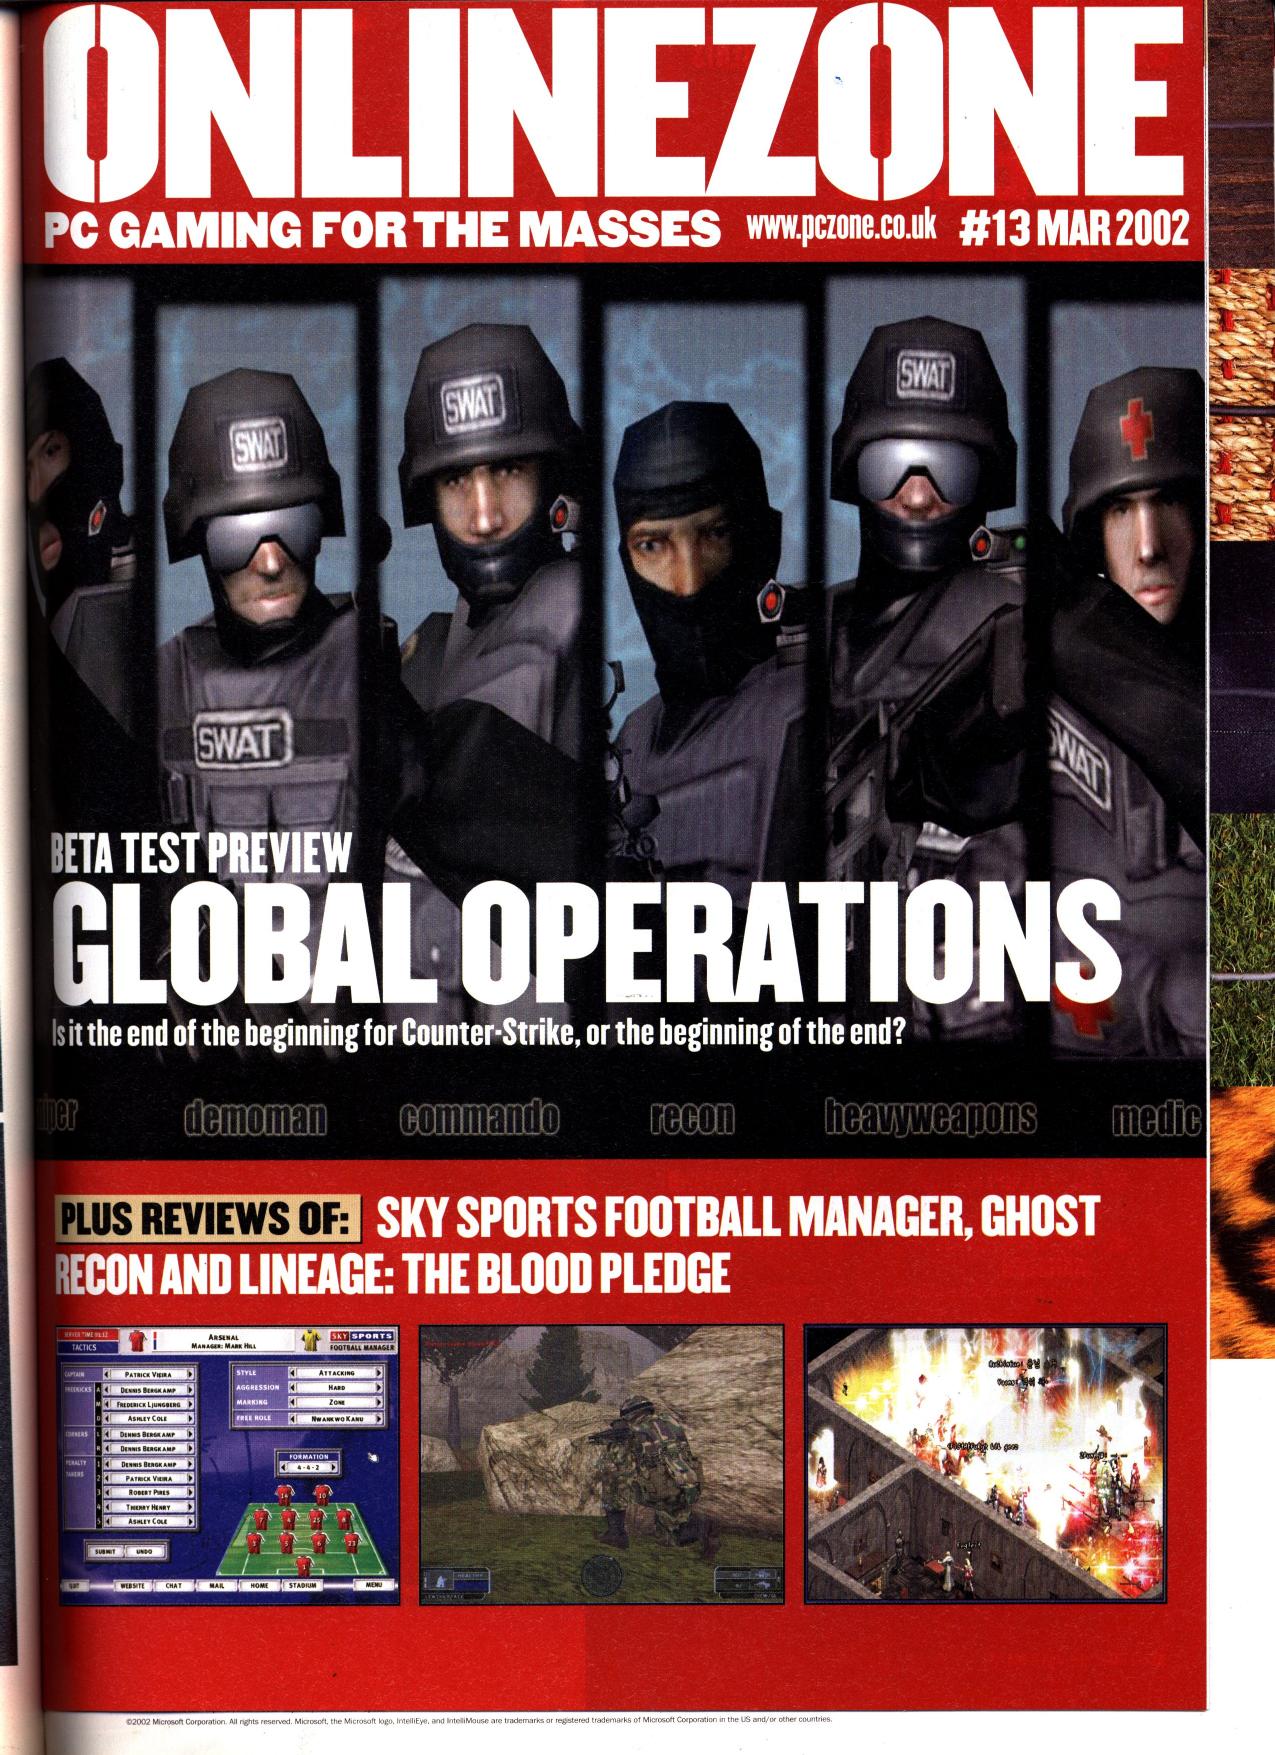 ONLINEZONE
PC GAMING FOR THE MASSES www.pczone.co.uk #13 MAR 2002
SWAT
SWAT
SWAT
SWAT
SWAT
BETA TEST PREVIEW
GLOBAL OPERATIONS
Is it the end of the beginning for Counter-Strike, or the beginning of the end?
demoman commando recon heavyweapons medic
PLUS REVIEWS OF: SKY SPORTS FOOTBALL MANAGER, GHOST
RECON AND LINEAGE: THE BLOOD PLEDGE
TACTICS
ARSENAL
MANAGER: MARK HILL
SKY SPORTS
FOOTBALL MANAGER
CAPTAIN PATRICK VIEIRA
FREEKICKS DENNIS BERGKAMP
FREDERICK LJUNGBERG
ASHLEY COLE
CORNERS L DENNIS BERGKAMP
R DENNIS BERGKAMP
PENALTY TAKERS 1 DENNIS BERGKAMP
2 PATRICK VIEIRA
3 ROBERT PIRES
4 THIERRY HENRY
5 ASHLEY COLE
STYLE ATTACKING
AGGRESSION HARD
MARKING ZONE
FREE ROLE NWANKWO KANU
FORMATION
4-4-2
SUBMIT UNDO
QUIT WEBSITE CHAT MAIL HOME STADIUM MENU
©2002 Microsoft Corporation. All rights reserved. Microsoft, the Microsoft logo, IntelliEye, and IntelliMouse are trademarks or registered trademarks of Microsoft Corporation in the US and/or other countries.